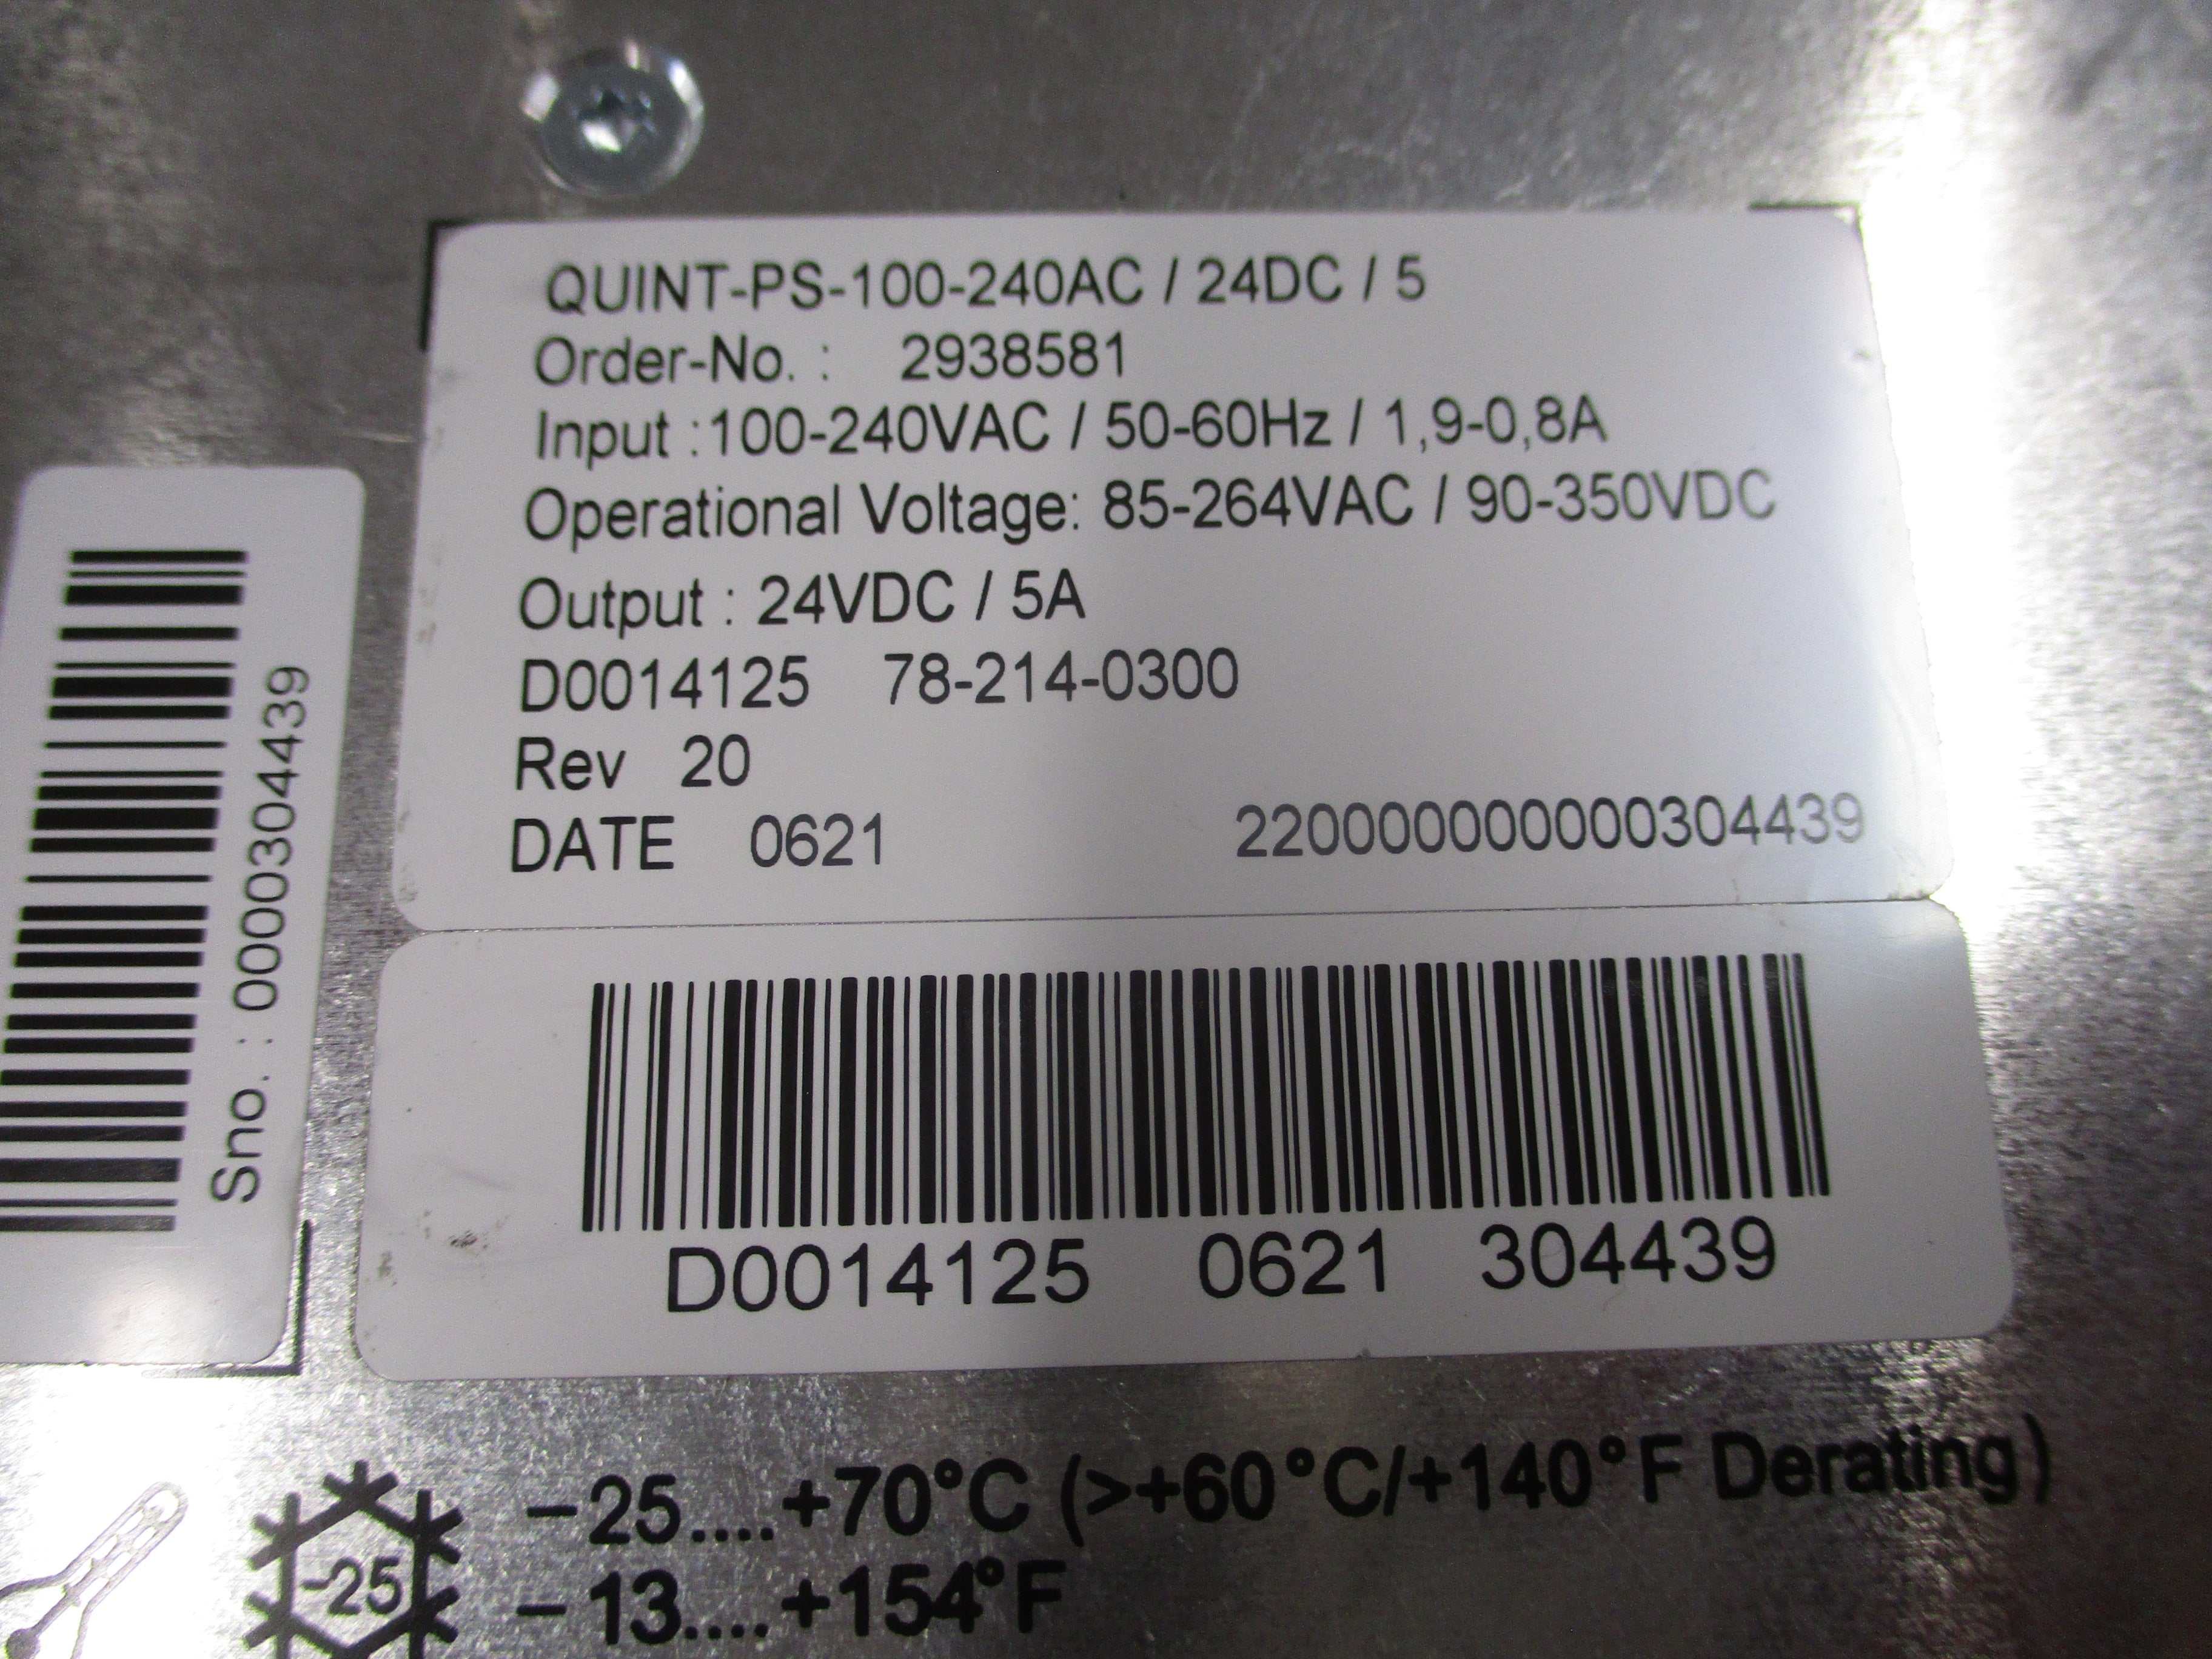 QUINT-PS-100-240AC / 24DC / 5
Order-No. : 2938581
Input :100-240VAC / 50-60Hz / 1,9-0,8A
Operational Voltage: 85-264VAC / 90-350VDC
Output : 24VDC / 5A
D0014125 78-214-0300
Rev 20
DATE 0621 220000000000304439
Sno. : 0000304439
D0014125 0621 304439
-25....+70°C (>+60°C/+140°F Derating)
-13....+154°F
-25